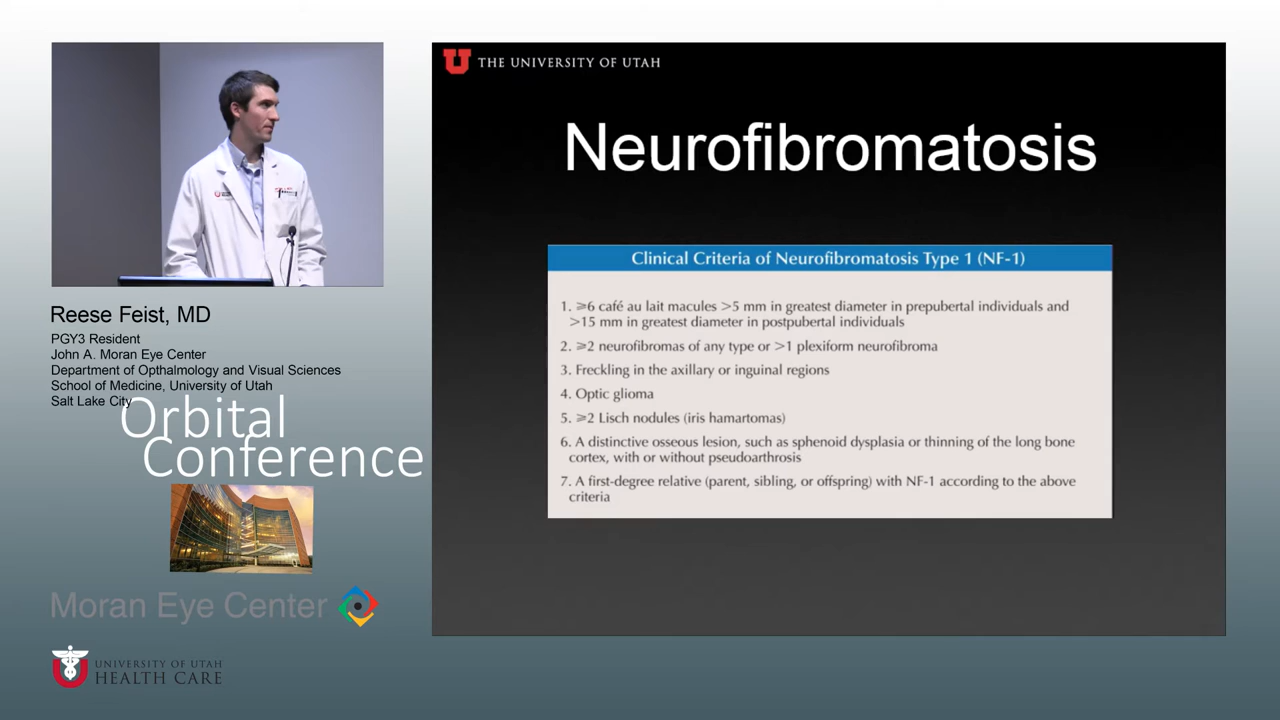 THE UNIVERSITY OF UTAH
Neurofibromatosis
Clinical Criteria of Neurofibromatosis Type 1 (NF-1)
1. ≥6 café au lait macules >5 mm in greatest diameter in prepubertal individuals and
>15 mm in greatest diameter in postpubertal individuals
2. ≥2 neurofibromas of any type or >1 plexiform neurofibroma
3. Freckling in the axillary or inguinal regions
4. Optic glioma
5. ≥2 Lisch nodules (iris hamartomas)
6. A distinctive osseous lesion, such as sphenoid dysplasia or thinning of the long bone
cortex, with or without pseudoarthrosis
7. A first-degree relative (parent, sibling, or offspring) with NF-1 according to the above
criteria
Reese Feist, MD
PGY3 Resident
John A. Moran Eye Center
Department of Opthalmology and Visual Sciences
School of Medicine, University of Utah
Salt Lake City
Orbital
Conference
Moran Eye Center
UNIVERSITY OF UTAH
HEALTH CARE